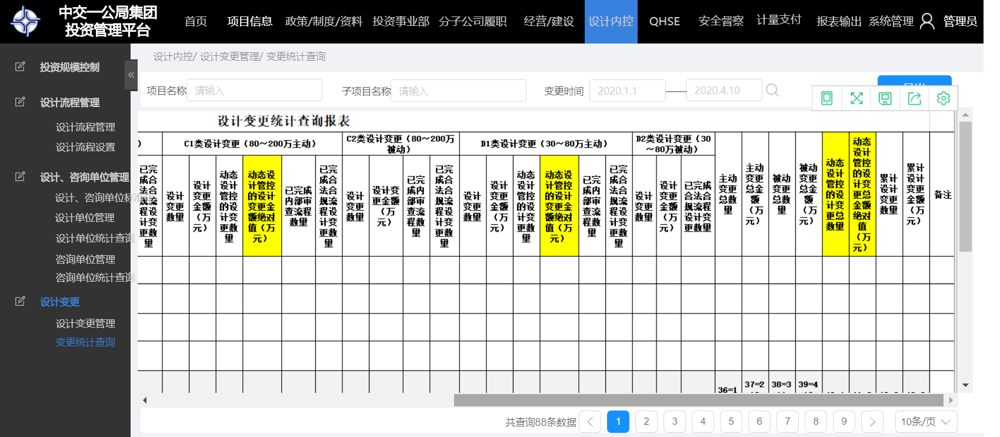 中交一公局集团
投资管理平台
首页
项目信息
政策/制度/资料
投资事业部
分子公司履职
经营/建设
设计内控
QHSE
安全督察
计量支付
报表输出
系统管理
管理员
投资规模控制
设计流程管理
设计流程管理
设计流程设置
设计、咨询单位管理
设计、咨询单位标准库
设计单位管理
设计单位统计查询
咨询单位管理
咨询单位统计查询
设计变更
设计变更管理
变更统计查询
«
设计内控/ 设计变更管理/ 变更统计查询
项目名称
请输入
子项目名称
请输入
变更时间
2020.1.1
2020.4.10
设计变更统计查询报表
）
C1类设计变更（80～200万主动）
C2类设计变更（80～200万
被动）
D1类设计变更（30～80万主动）
D2类设计变更（30
～80万被动）
已完
成合
法合
规流
程设
计变
更数
量
设计
变更
数量
设计
变更
金额
（万
元）
动态
设计
管控
的设
计变
更数
量
动态设
计管控
的设计
变更金
额绝对
值（万
元）
已完成
内部审
查流程
数量
已完
成合
法合
规流
程设
计变
更数
量
设计
变更
数量
设计变
更金额
（万
元）
已完
成内
部审
查流
程数
量
已完
成合
法合
规流
程设
计变
更数
量
设计
变更
数量
设计
变更
金额
（万
元）
动态
设计
管控
的设
计变
更数
量
动态设
计管控
的设计
变更金
额绝对
值（万
元）
已完
成内
部审
查流
程数
量
已完
成合
法合
规流
程设
计变
更数
量
设计
变更
数量
设计
变更
金额
（万
元）
已完成
合法合
规流程
设计变
更数量
主动
变更
总数
量
主动
变更
总金
额
（万
元）
被动
变更
总数
量
被动
变更
总金
额
（万
元）
动态
设计
管控
的设
计变
更总
数量
动态
设计
管控
的设
计变
更总
金额
绝对
值
（万
元）
累计
设计
变更
数量
累计
设计
变更
金额
（万
元）
备注
36=1
37=2
38=3
39=4
共查询88条数据
1
2
3
4
5
6
7
8
9
10条/页